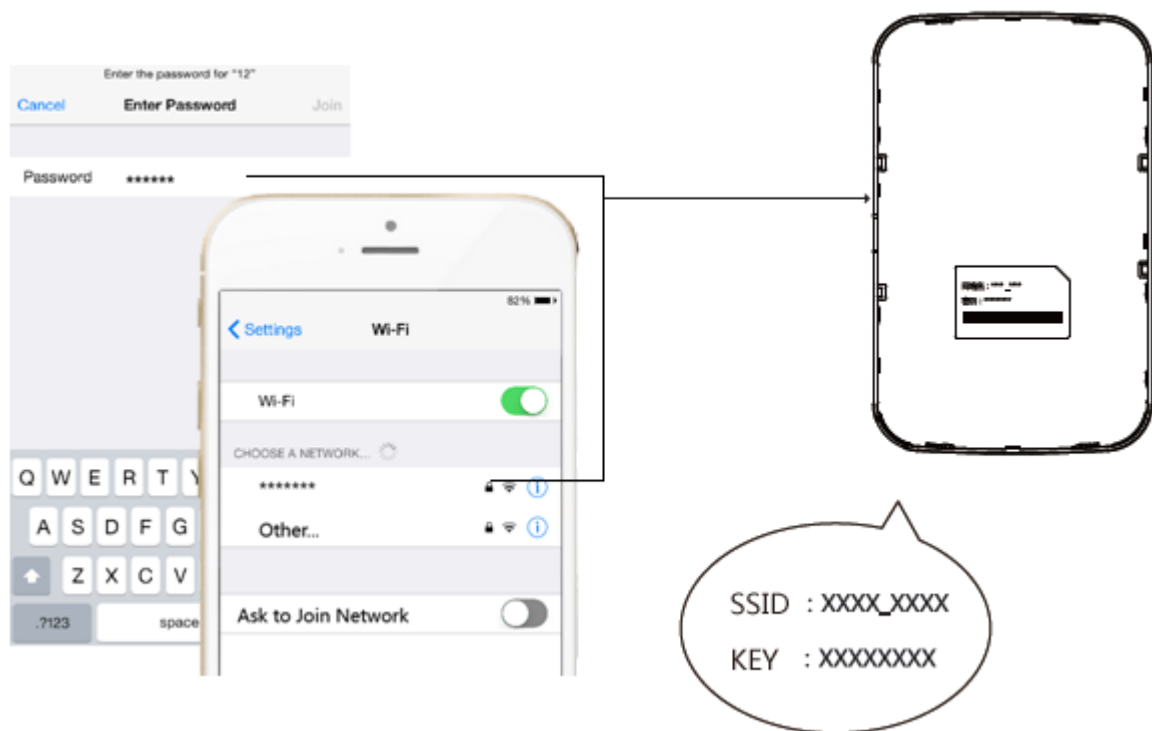 Enter the password for "12"
Cancel Enter Password Join
Password ******
82%
Settings Wi-Fi
Wi-Fi
CHOOSE A NETWORK...
*******
Other...
Ask to Join Network
Q W E R T Y
A S D F G
Z X C V
.?123 space
SSID : XXXX_XXXX
KEY : XXXXXXXX